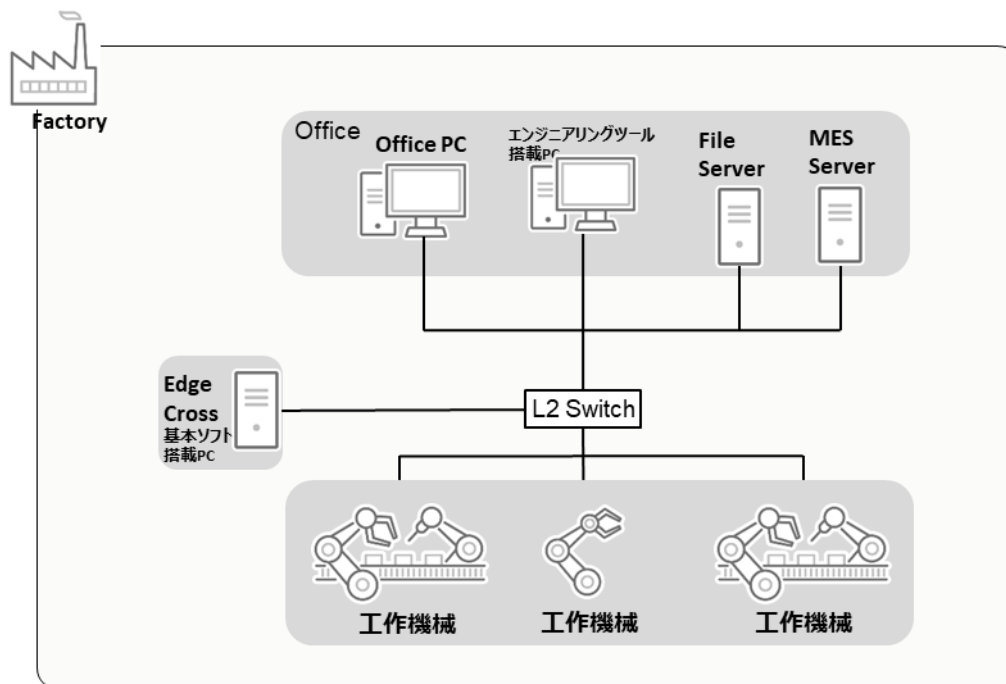 Factory
Office
Office PC
エンジニアリングツール
搭載PC
File
Server
MES
Server
Edge
Cross
基本ソフト
搭載PC
L2 Switch
工作機械
工作機械
工作機械